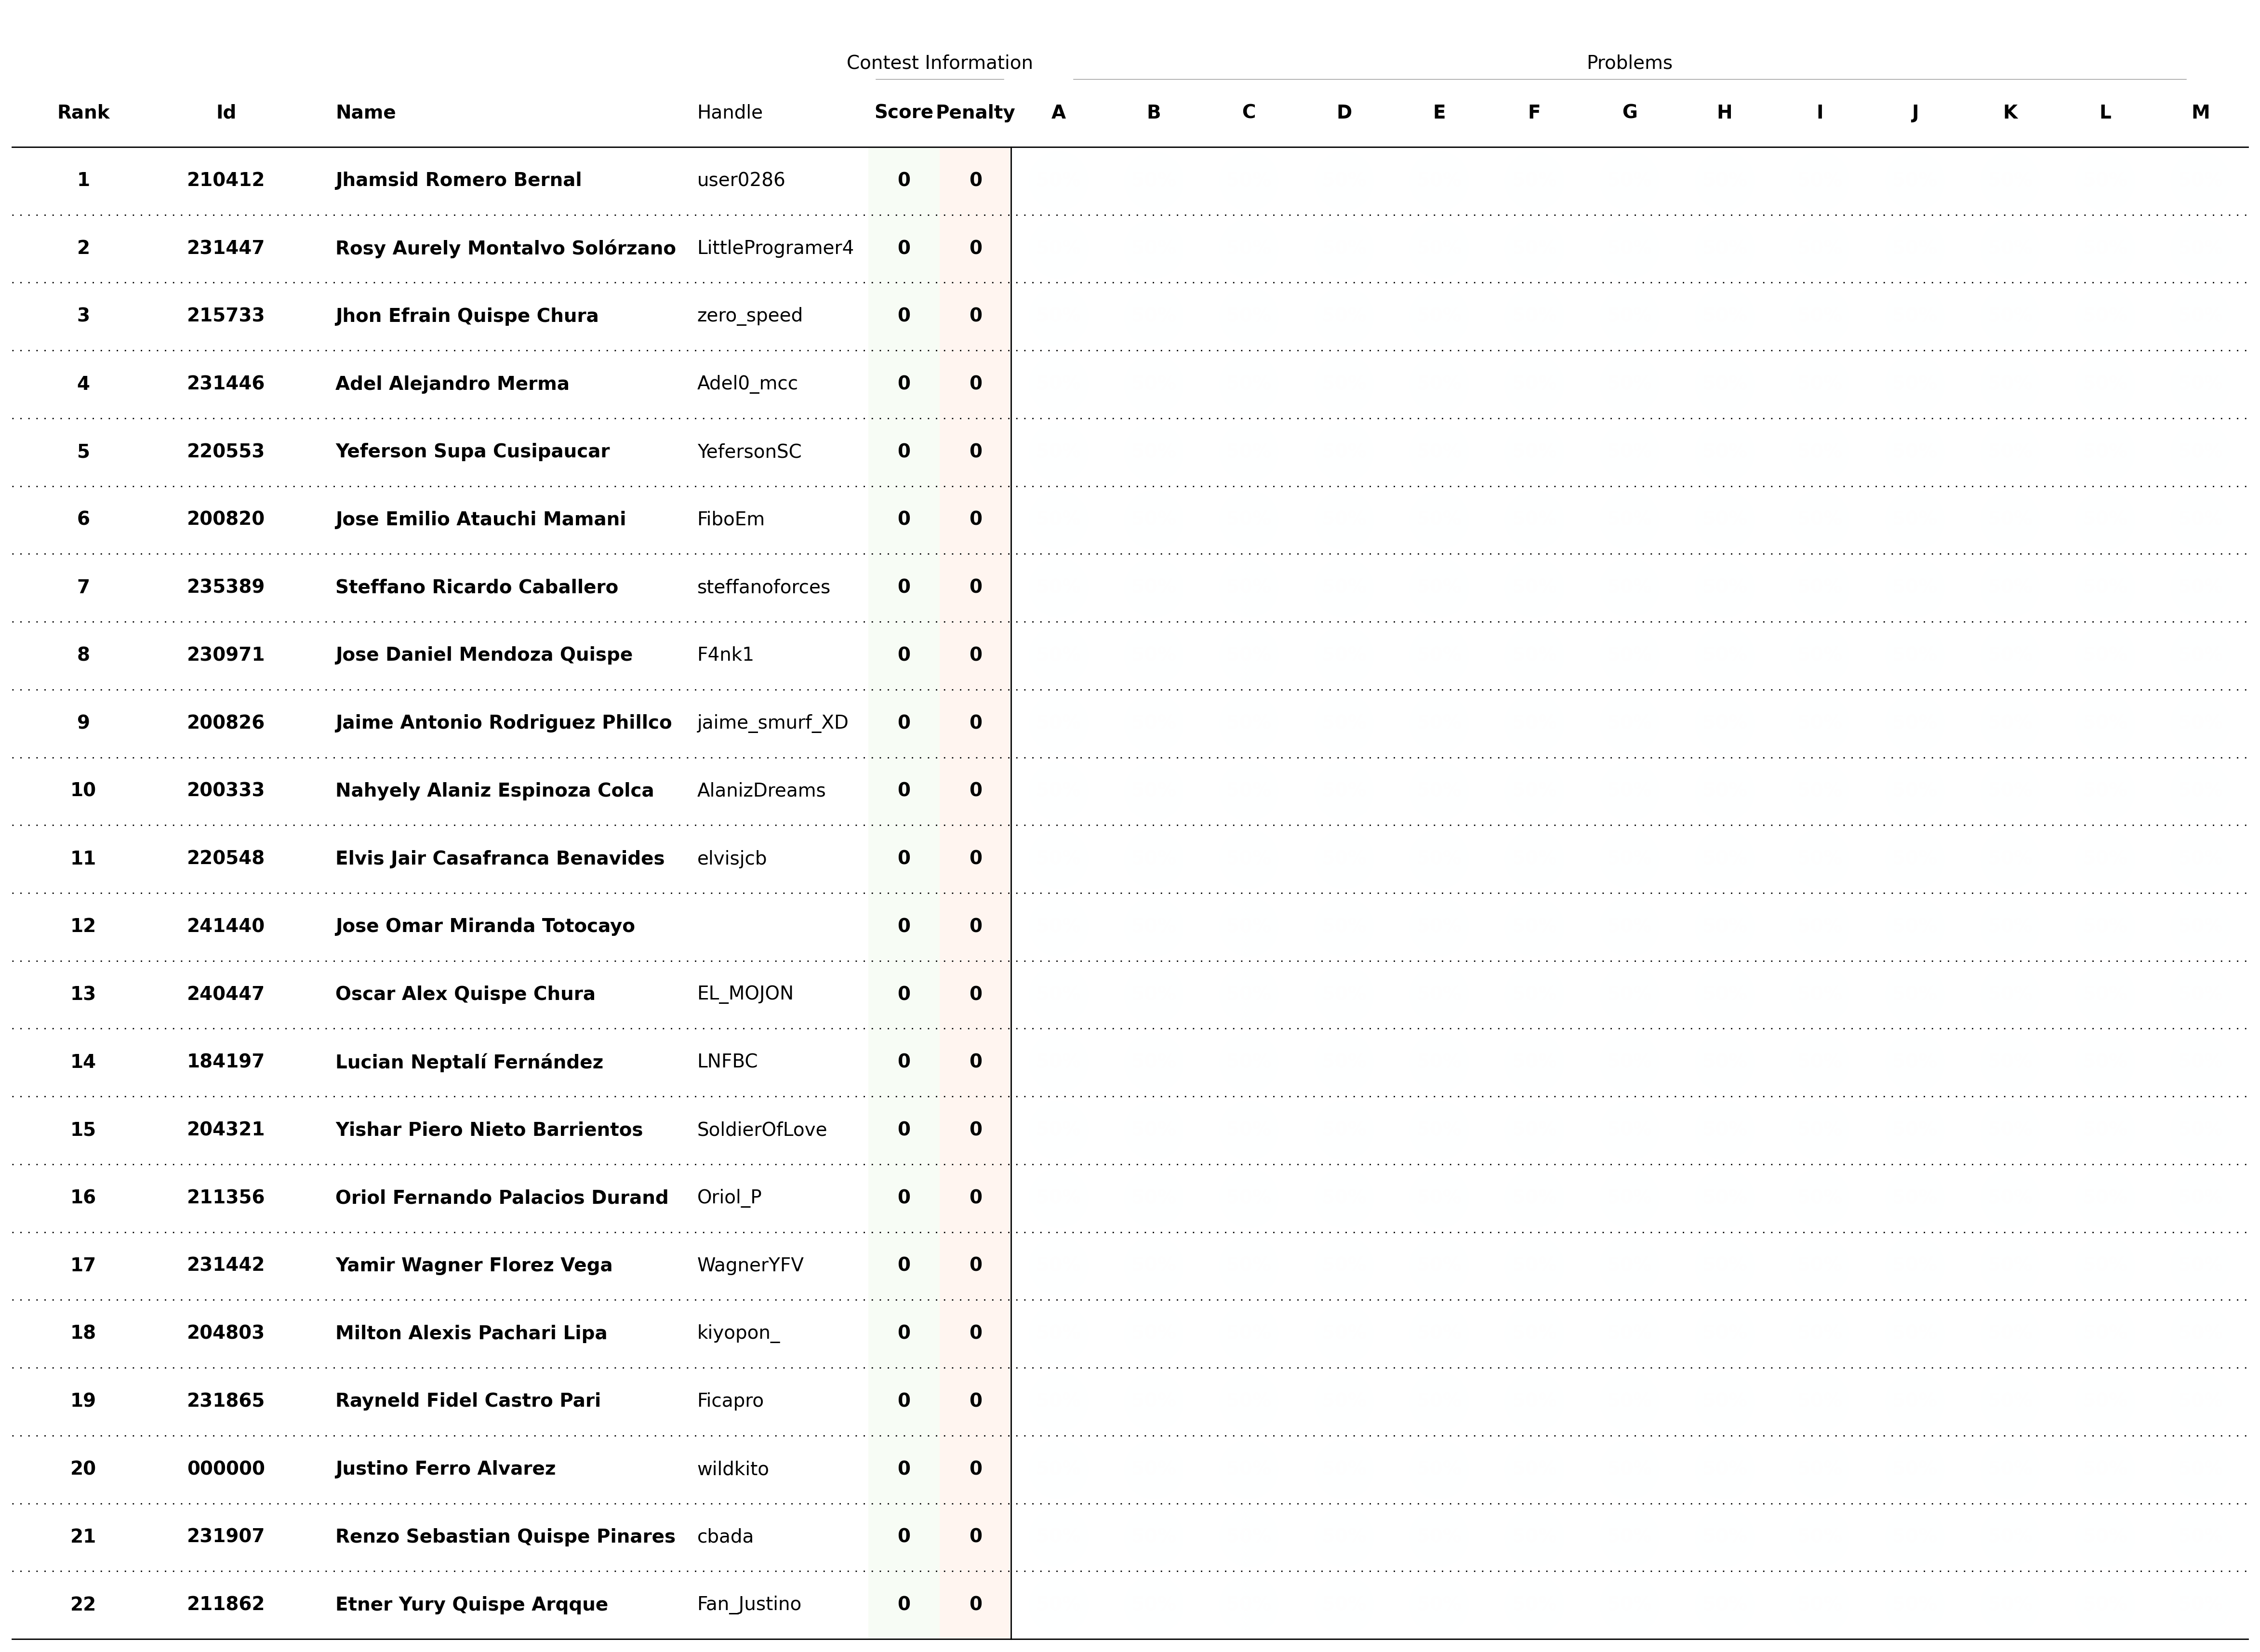 Contest Information Problems
Rank Id Name Handle Score Penalty A B C D E F G H I J K L M
1 210412 Jhamsid Romero Bernal user0286 0 0
2 231447 Rosy Aurely Montalvo Solórzano LittleProgramer4 0 0
3 215733 Jhon Efrain Quispe Chura zero_speed 0 0
4 231446 Adel Alejandro Merma Adel0_mcc 0 0
5 220553 Yeferson Supa Cusipaucar YefersonSC 0 0
6 200820 Jose Emilio Atauchi Mamani FiboEm 0 0
7 235389 Steffano Ricardo Caballero steffanoforces 0 0
8 230971 Jose Daniel Mendoza Quispe F4nk1 0 0
9 200826 Jaime Antonio Rodriguez Phillco jaime_smurf_XD 0 0
10 200333 Nahyely Alaniz Espinoza Colca AlanizDreams 0 0
11 220548 Elvis Jair Casafranca Benavides elvisjcb 0 0
12 241440 Jose Omar Miranda Totocayo 0 0
13 240447 Oscar Alex Quispe Chura EL_MOJON 0 0
14 184197 Lucian Neptalí Fernández LNFBC 0 0
15 204321 Yishar Piero Nieto Barrientos SoldierOfLove 0 0
16 211356 Oriol Fernando Palacios Durand Oriol_P 0 0
17 231442 Yamir Wagner Florez Vega WagnerYFV 0 0
18 204803 Milton Alexis Pachari Lipa kiyopon_ 0 0
19 231865 Rayneld Fidel Castro Pari Ficapro 0 0
20 000000 Justino Ferro Alvarez wildkito 0 0
21 231907 Renzo Sebastian Quispe Pinares cbada 0 0
22 211862 Etner Yury Quispe Arqque Fan_Justino 0 0